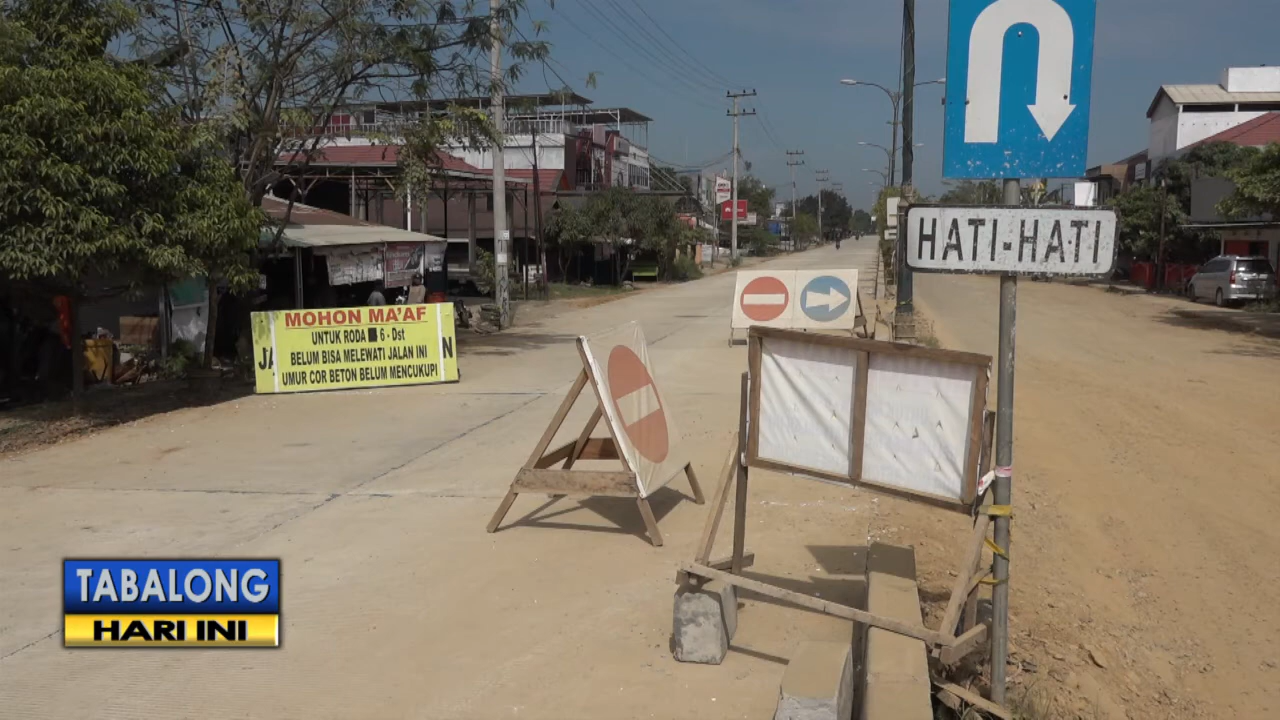 HATI-HATI
MOHON MA'AF
UNTUK RODA 6 - Dst
BELUM BISA MELEWATI JALAN INI
UMUR COR BETON BELUM MENCUKUPI
TABALONG
HARI INI